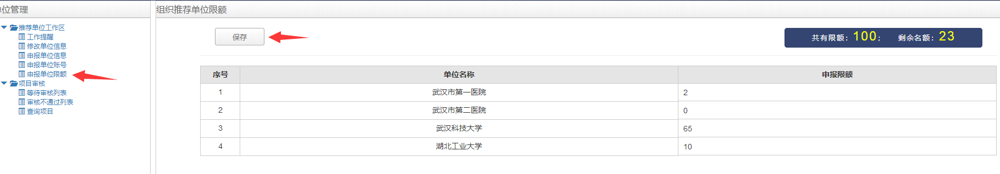 位管理
推荐单位工作区
工作提醒
修改单位信息
申报单位信息
申报单位账号
申报单位限额
项目审核
等待审核列表
审核不通过列表
查询项目
组织推荐单位限额
保存
共有限额：100； 剩余名额：23
序号 单位名称 申报限额
1 武汉市第一医院 2
2 武汉市第二医院 0
3 武汉科技大学 65
4 湖北工业大学 10